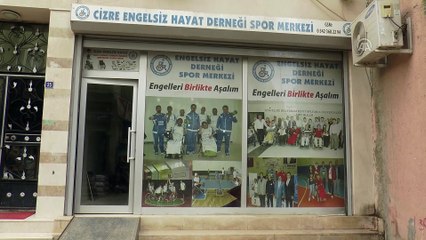 CİZRE ENGELSİZ HAYAT DERNEĞİ SPOR MERKEZİ
ENGELSİZ HAYAT
DERNEĞİ
SPOR MERKEZİ
Engelleri Birlikte Aşalım.
ENGELSİZ HAYAT
DERNEĞİ
SPOR MERKEZİ
Engelleri Birlikte Aşalım.